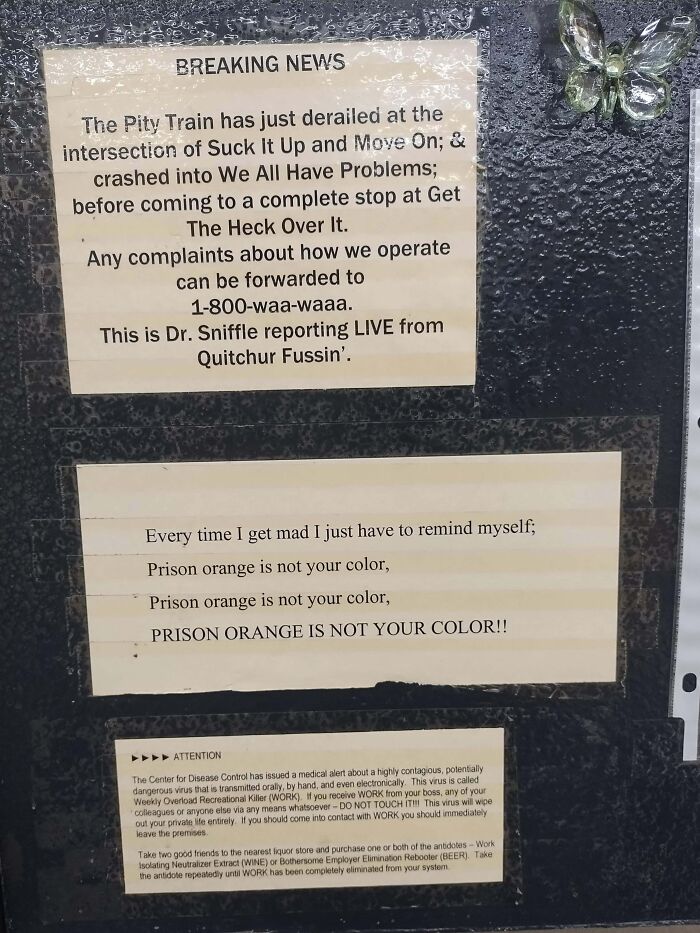 BREAKING NEWS
The Pity Train has just derailed at the
intersection of Suck It Up and Move On; &
crashed into We All Have Problems;
before coming to a complete stop at Get
The Heck Over It.
Any complaints about how we operate
can be forwarded to
1-800-waa-waaa.
This is Dr. Sniffle reporting LIVE from
Quitchur Fussin'.
Every time I get mad I just have to remind myself;
Prison orange is not your color,
Prison orange is not your color,
PRISON ORANGE IS NOT YOUR COLOR!!
►►►► ATTENTION
The Center for Disease Control has issued a medical alert about a highly contagious, potentially
dangerous virus that is transmitted orally, by hand, and even electronically. This virus is called
Weekly Overload Recreational Killer (WORK). If you receive WORK from your boss, any of your
colleagues or anyone else via any means whatsoever – DO NOT TOUCH IT!!! This virus will wipe
out your private life entirely. If you should come into contact with WORK you should immediately
leave the premises.
Take two good friends to the nearest liquor store and purchase one or both of the antidotes – Work
Isolating Neutralizer Extract (WINE) or Bothersome Employer Elimination Rebooter (BEER). Take
the antidote repeatedly until WORK has been completely eliminated from your system.